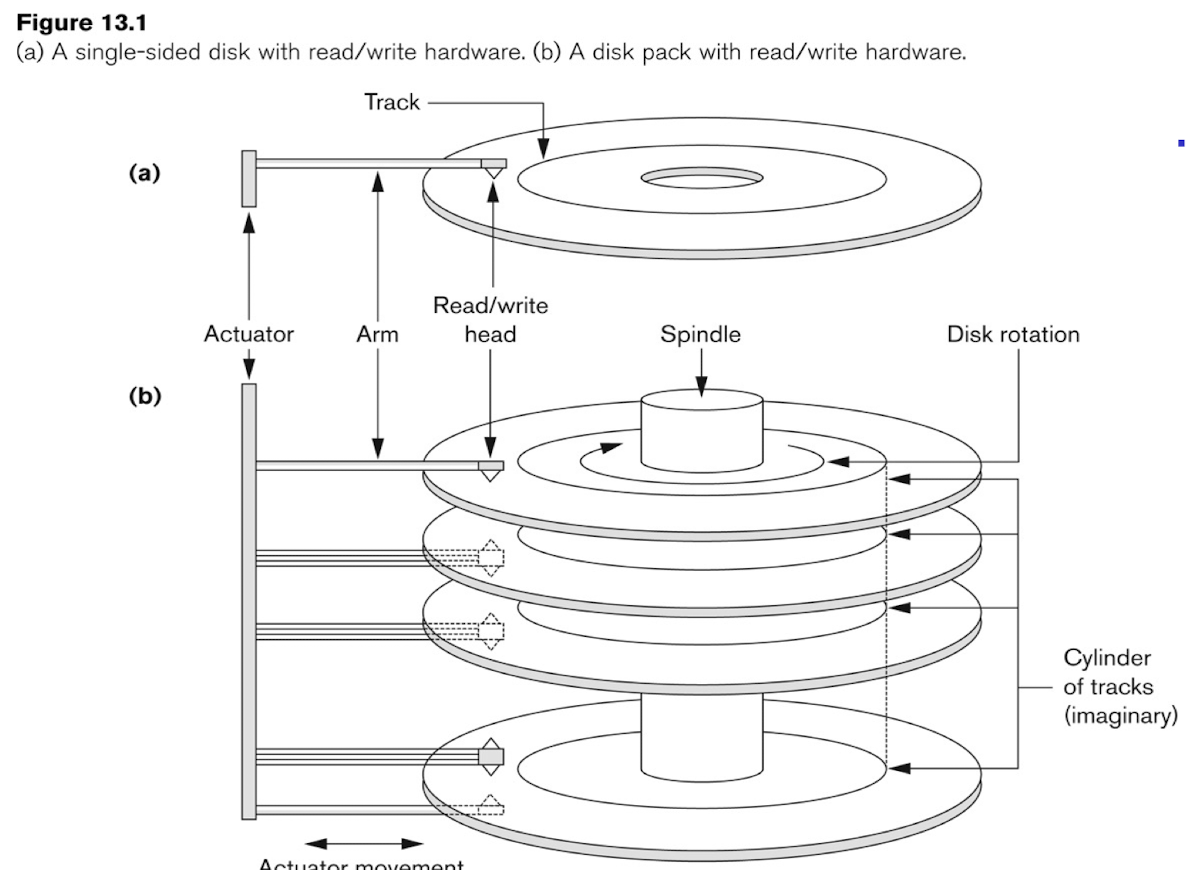 Figure 13.1
(a) A single-sided disk with read/write hardware. (b) A disk pack with read/write hardware.
Track
(a)
Read/write
head
Actuator
Arm
Spindle
Disk rotation
(b)
Cylinder
of tracks
(imaginary)
Actuator movement